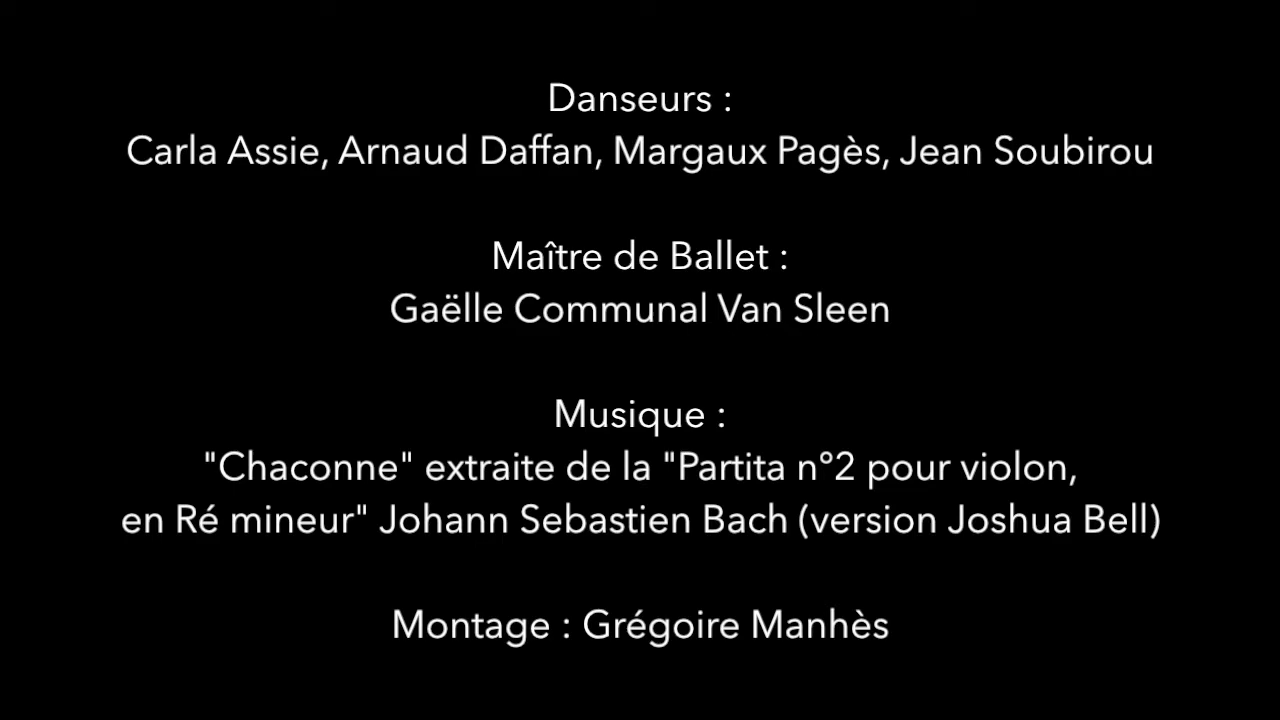 Danseurs :
Carla Assie, Arnaud Daffan, Margaux Pagès, Jean Soubirou
Maître de Ballet :
Gaëlle Communal Van Sleen
Musique :
"Chaconne" extraite de la "Partita n°2 pour violon,
en Ré mineur" Johann Sebastien Bach (version Joshua Bell)
Montage : Grégoire Manhès